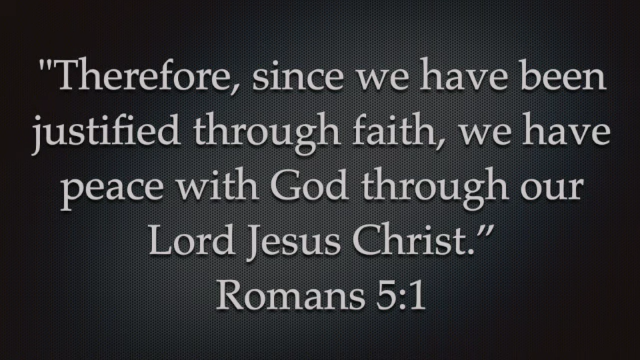 "Therefore, since we have been
justified through faith, we have
peace with God through our
Lord Jesus Christ.”
Romans 5:1